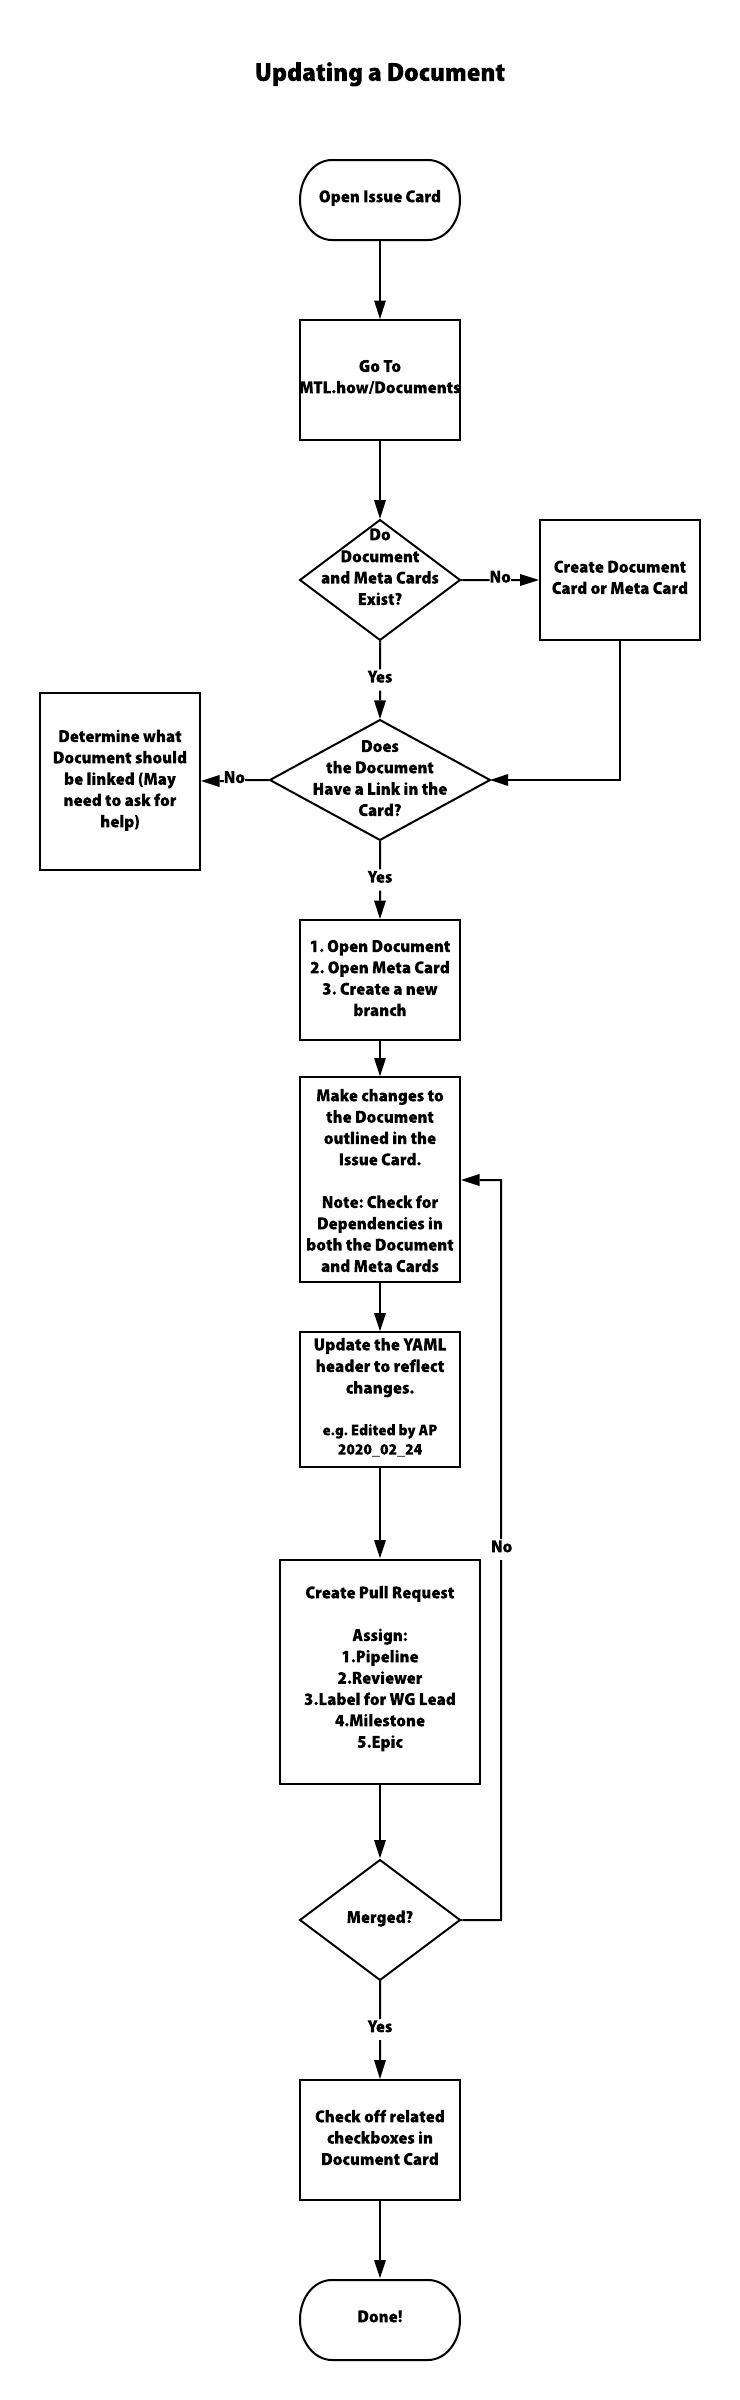 Updating a Document
Open Issue Card
Go To
MTL.how/Documents
Do
Document
and Meta Cards
Exist?
No
Create Document
Card or Meta Card
Yes
Does
the Document
Have a Link in the
Card?
No
Determine what
Document should
be linked (May
need to ask for
help)
Yes
1. Open Document
2. Open Meta Card
3. Create a new
branch
Make changes to
the Document
outlined in the
Issue Card.
Note: Check for
Dependencies in
both the Document
and Meta Cards
Update the YAML
header to reflect
changes.
e.g. Edited by AP
2020_02_24
No
Create Pull Request
Assign:
1.Pipeline
2.Reviewer
3.Label for WG Lead
4.Milestone
5.Epic
Merged?
Yes
Check off related
checkboxes in
Document Card
Done!